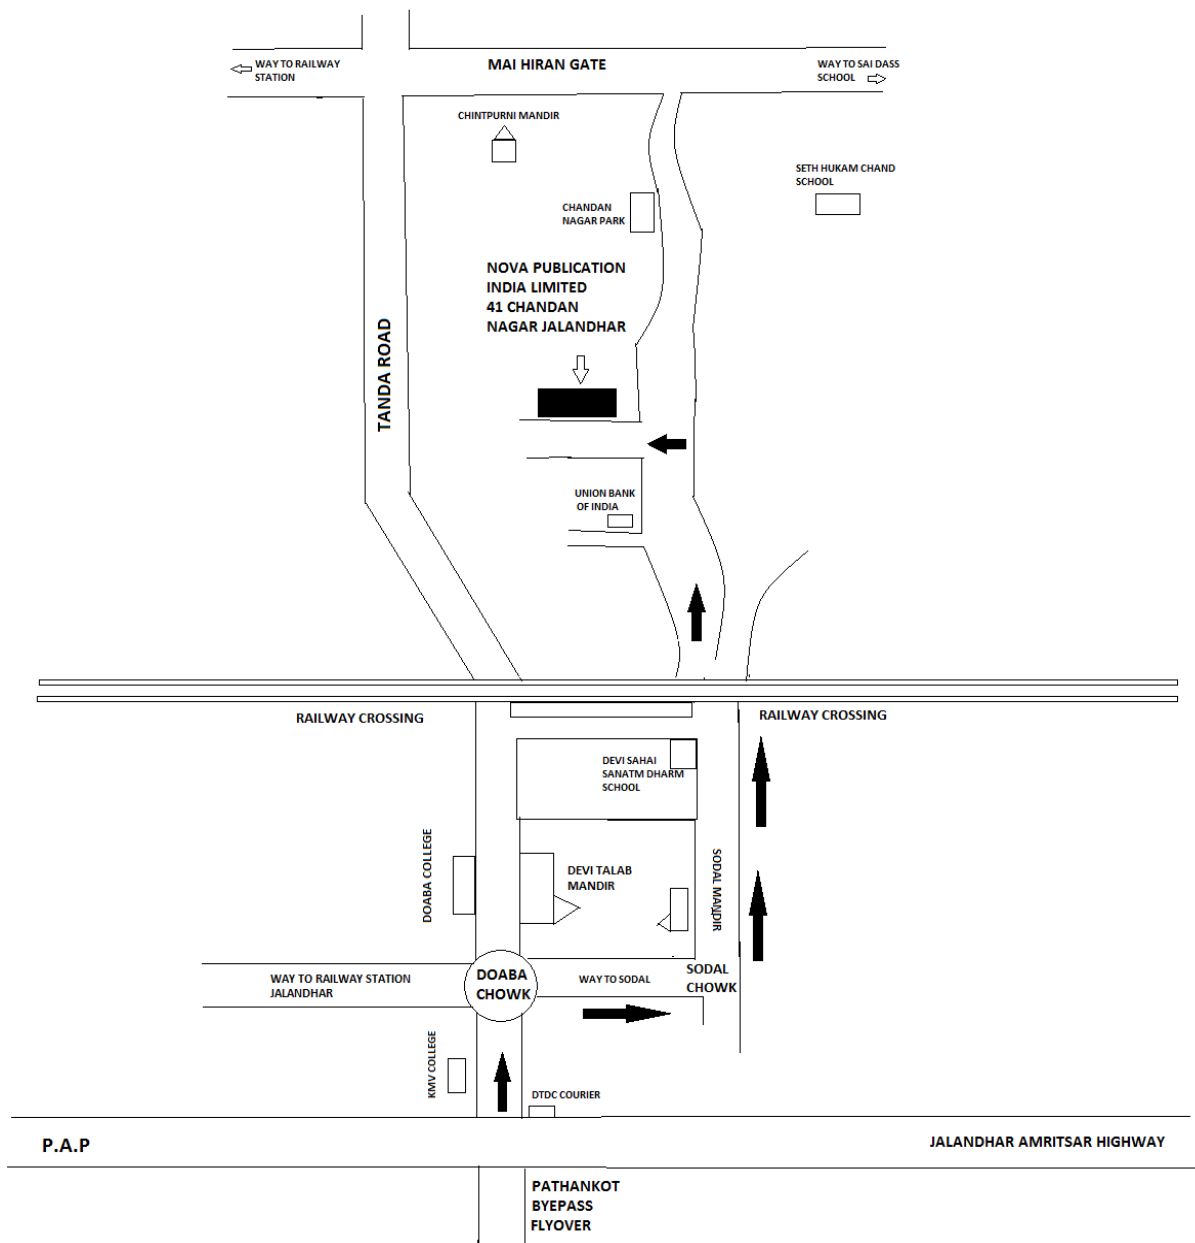 WAY TO RAILWAY
STATION
MAI HIRAN GATE
WAY TO SAI DASS
SCHOOL
CHINTPURNI MANDIR
SETH HUKAM CHAND
SCHOOL
CHANDAN
NAGAR PARK
NOVA PUBLICATION
INDIA LIMITED
41 CHANDAN
NAGAR JALANDHAR
TANDA ROAD
UNION BANK
OF INDIA
RAILWAY CROSSING
RAILWAY CROSSING
DEVI SAHAI
SANATM DHARM
SCHOOL
DOABA COLLEGE
DEVI TALAB
MANDIR
SODAL MANDIR
WAY TO RAILWAY STATION
JALANDHAR
DOABA
CHOWK
WAY TO SODAL
SODAL
CHOWK
KMV COLLEGE
DTDC COURIER
P.A.P
JALANDHAR AMRITSAR HIGHWAY
PATHANKOT
BYEPASS
FLYOVER